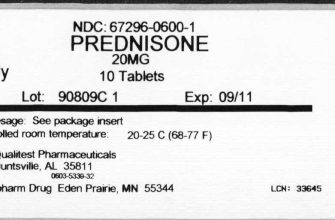 NDC: 67296-0600-1
PREDNISONE
20MG
y
10 Tablets
Lot: 90809C 1 Exp: 09/11
sage: See package insert
olled room temperature: 20-25 C (68-77 F)
ualitest Pharmaceuticals
untsville, AL 35811
0603-5339-32
pharm Drug Eden Prairie, MN 55344 LCN: 33645